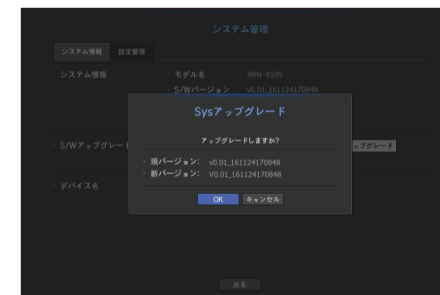 システム管理
システム情報 設定管理
・ システム情報 ・ モデル名 XRN-810S
・ S/Wバージョン v0.01_161124170848
Sysアップグレード
アップグレードしますか?
・ S/Wアップグレード
ップグレード
・ 現バージョン: v0.01_161124170848
・ 新バージョン: V0.01_161124170848
・ デバイス名
OK キャンセル
戻る